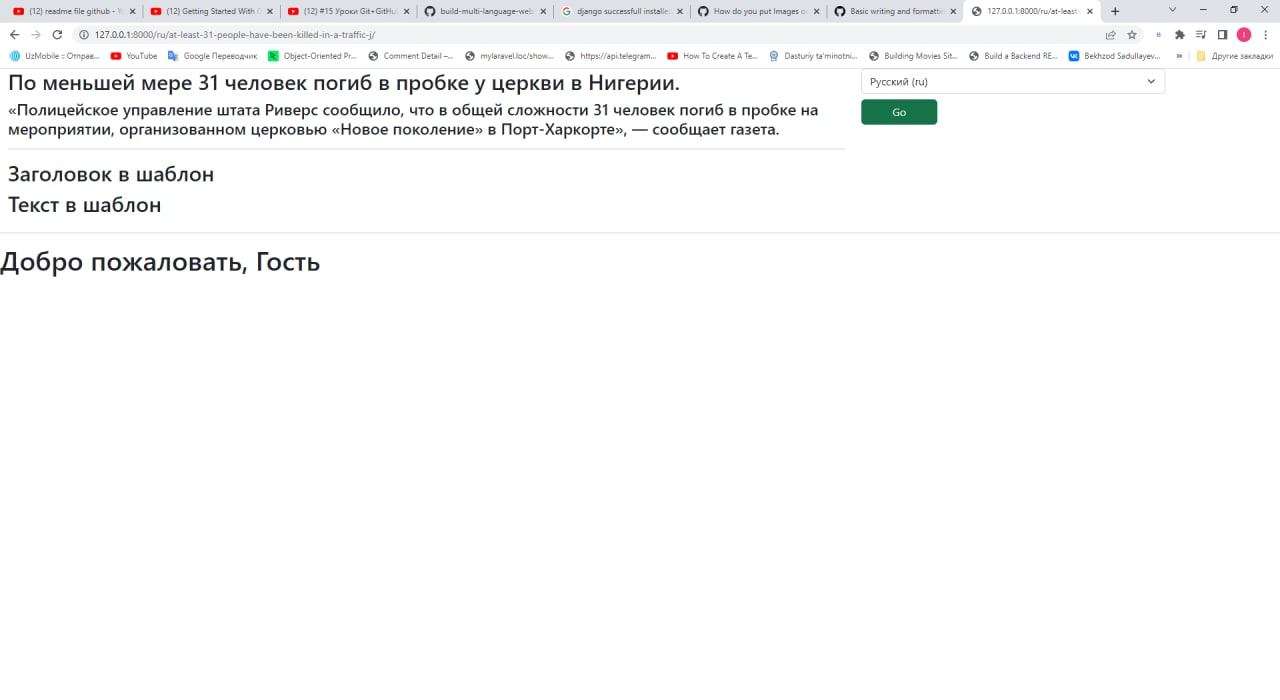 (12) readme file github - 
(12) Getting Started With 
(12) #15 Уроки Git+GitHu
build-multi-language-web
django successfull installe
How do you put Images o
Basic writing and formatti
127.0.0.1:8000/ru/at-least-
127.0.0.1:8000/ru/at-least-31-people-have-been-killed-in-a-traffic-j/
UzMobile :: Отправ...
YouTube
Google Переводчик
Object-Oriented Pr...
Comment Detail –...
mylaravel.loc/show...
https://api.telegram...
How To Create A Te...
Dasturiy ta'minotni...
Building Movies Sit...
Build a Backend RE...
Bekhzod Sadullayev...
»
Другие закладки
По меньшей мере 31 человек погиб в пробке у церкви в Нигерии.
Русский (ru)
«Полицейское управление штата Риверс сообщило, что в общей сложности 31 человек погиб в пробке на
мероприятии, организованном церковью «Новое поколение» в Порт-Харкорте», — сообщает газета.
Go
Заголовок в шаблон
Текст в шаблон
Добро пожаловать, Гость